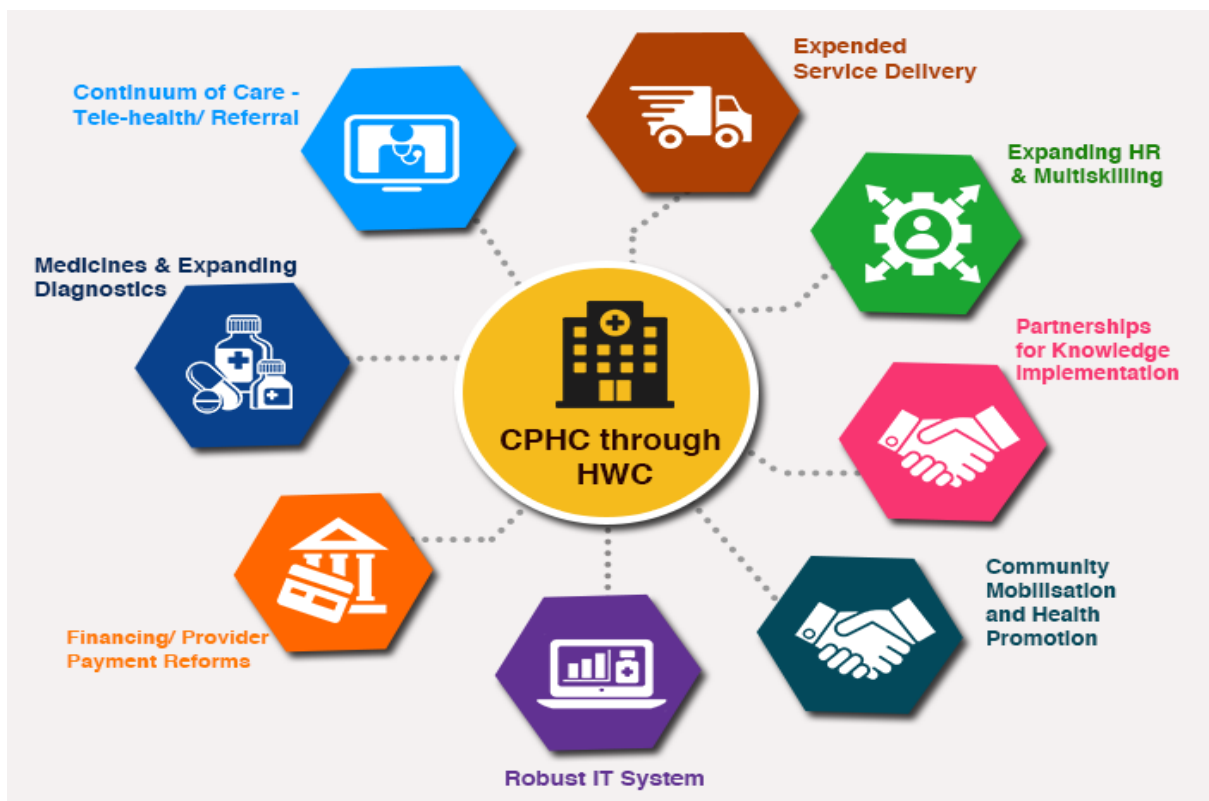 Expended
Service Delivery
Continuum of Care -
Tele-health/ Referral
Expanding HR
& Multiskilling
Medicines & Expanding
Diagnostics
Partnerships
for Knowledge
Implementation
CPHC through
HWC
Community
Mobilisation
and Health
Promotion
Financing/ Provider
Payment Reforms
Robust IT System